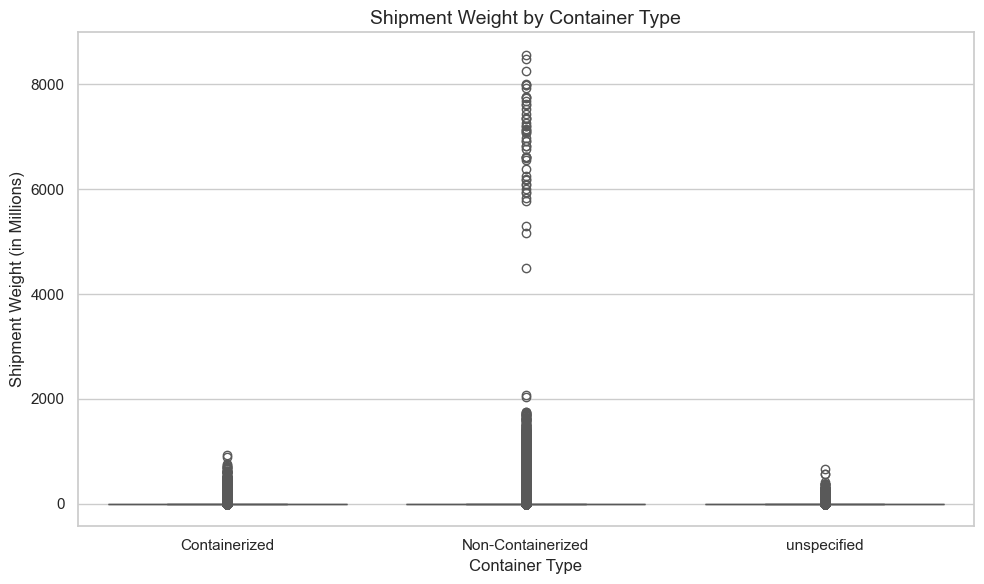 Shipment Weight by Container Type
Shipment Weight (in Millions)
8000
6000
4000
2000
0
Containerized Non-Containerized unspecified
Container Type